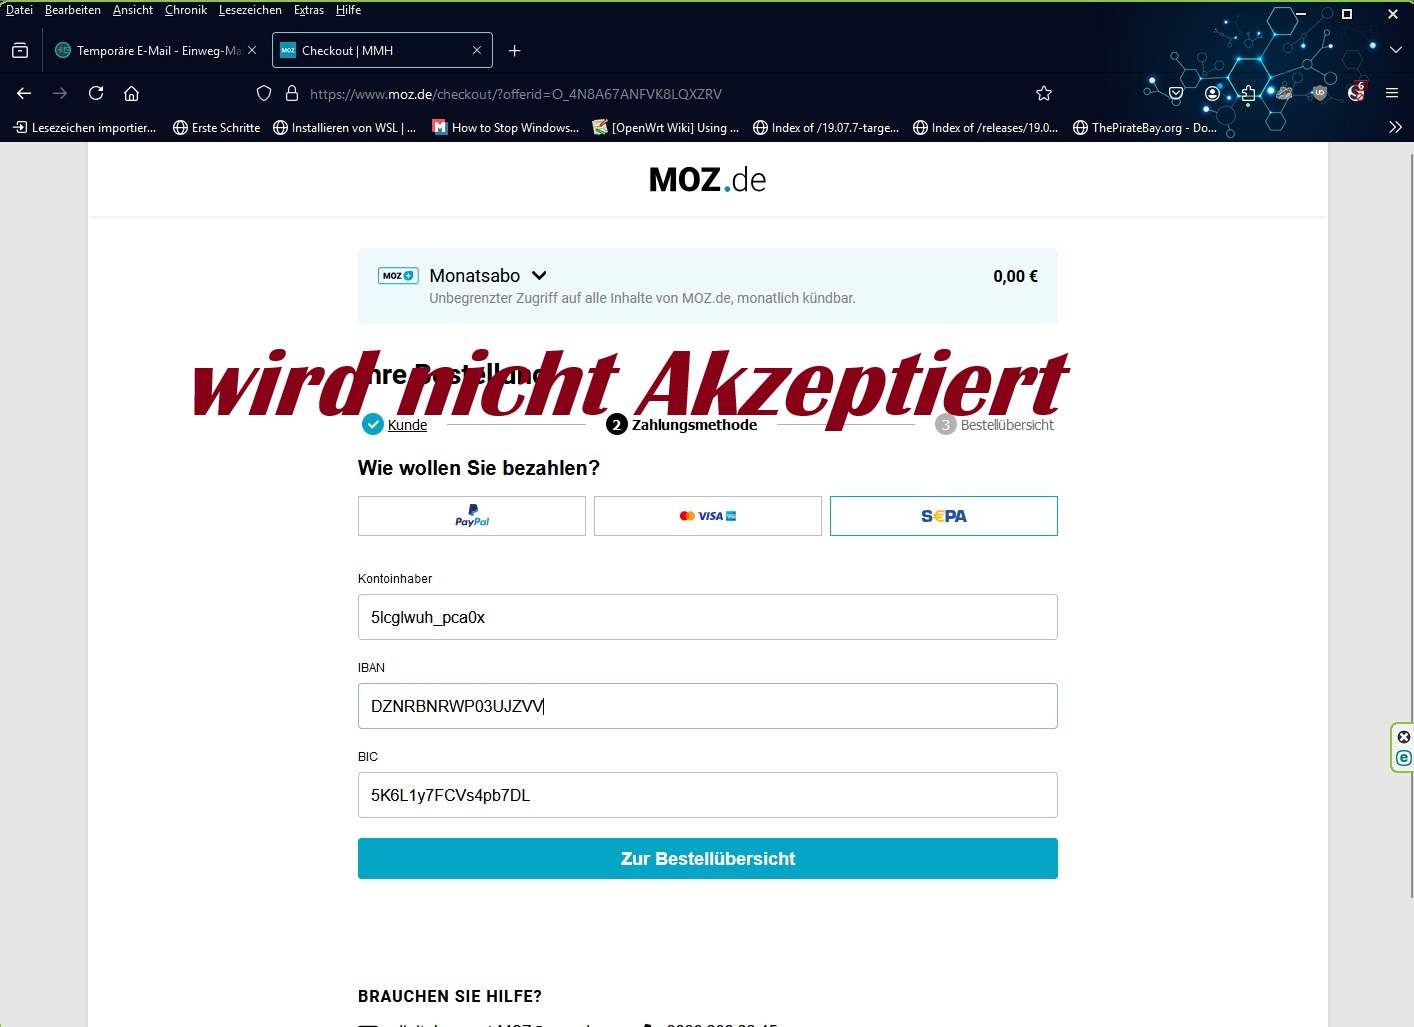 Datei Bearbeiten Ansicht Chronik Lesezeichen Extras Hilfe
Temporäre E-Mail - Einweg-Ma
MOZ Checkout | MMH
https://www.moz.de/checkout/?offerid=O_4N8A67ANFVK8LQXZRV
6
Lesezeichen importier... Erste Schritte Installieren von WSL | ... How to Stop Windows... [OpenWrt Wiki] Using ... Index of /19.07.7-targe... Index of /releases/19.0... ThePirateBay.org - Do...
MOZ.de
MOZ+ Monatsabo 0,00 €
Unbegrenzter Zugriff auf alle Inhalte von MOZ.de, monatlich kündbar.
wird nicht Akzeptiert
Ihre Bestellung
Kunde 2 Zahlungsmethode 3 Bestellübersicht
Wie wollen Sie bezahlen?
PayPal VISA S€PA
Kontoinhaber
5lcglwuh_pca0x
IBAN
DZNRBNRWP03UJZVV
BIC
5K6L1y7FCVs4pb7DL
Zur Bestellübersicht
BRAUCHEN SIE HILFE?